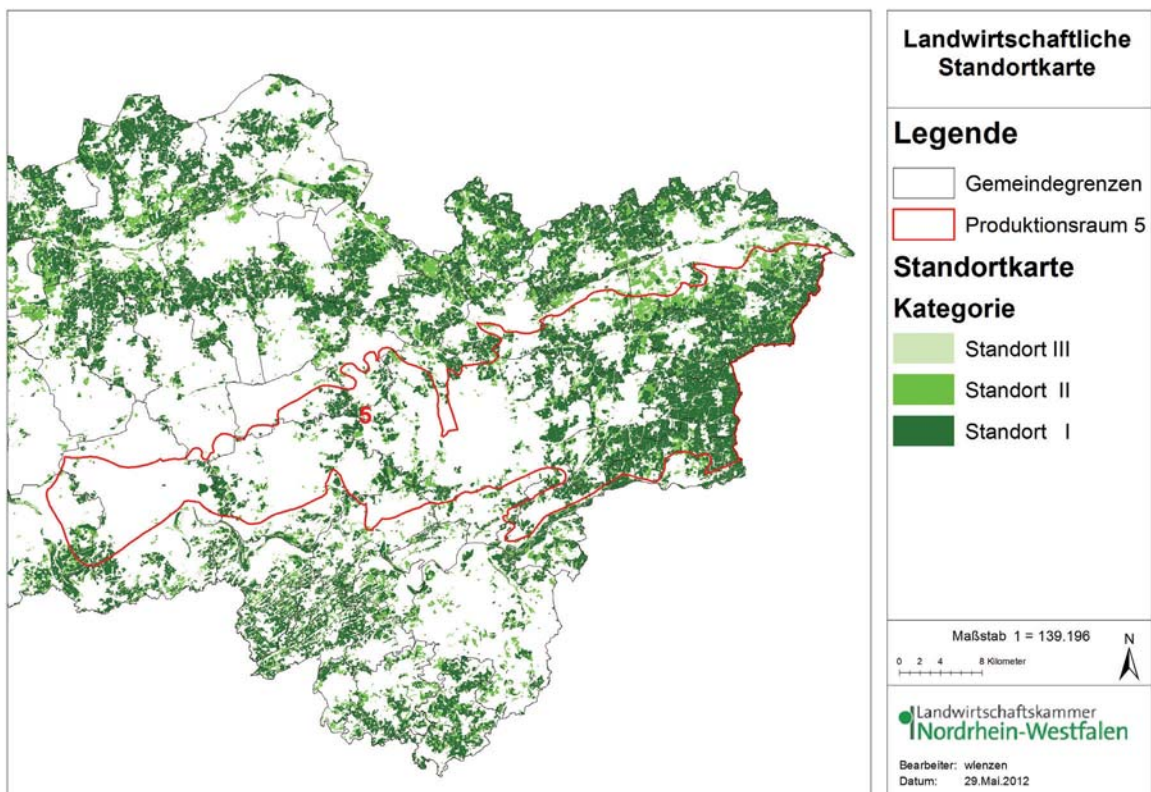 Landwirtschaftliche
Standortkarte
Legende
Gemeindegrenzen
Produktionsraum 5
Standortkarte
Kategorie
Standort III
Standort II
Standort I
Maßstab 1 = 139.196
N
0 2 4 8 Kilometer
Landwirtschaftskammer
Nordrhein-Westfalen
Bearbeiter: wlenzen
Datum: 29.Mai.2012
5